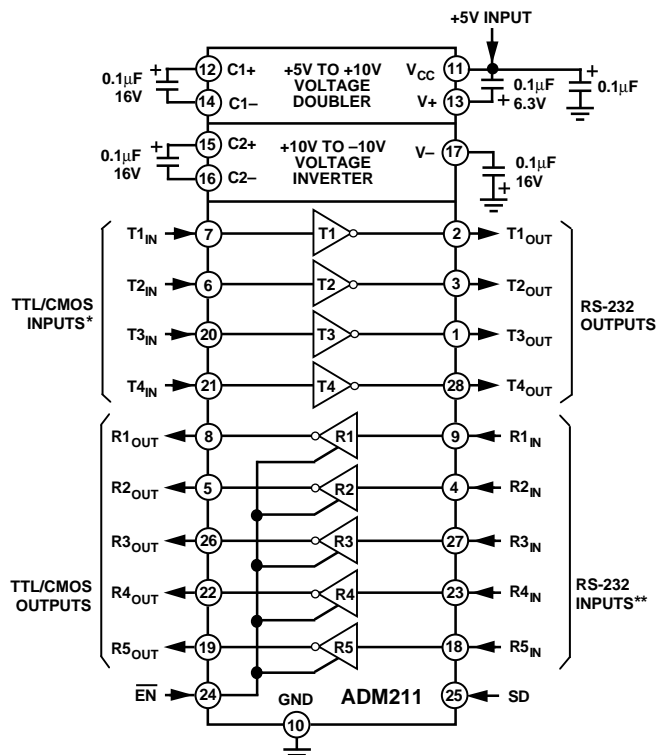 +5V INPUT
0.1μF
16V
+
12 C1+
14 C1–
+5V TO +10V
VOLTAGE
DOUBLER
VCC 11
V+ 13
+
0.1μF
6.3V
+
0.1μF
0.1μF
16V
+
15 C2+
16 C2–
+10V TO –10V
VOLTAGE
INVERTER
V– 17
0.1μF
16V
+
TTL/CMOS
INPUTS*
T1IN 7 T1 2 T1OUT
T2IN 6 T2 3 T2OUT
T3IN 20 T3 1 T3OUT
T4IN 21 T4 28 T4OUT
RS-232
OUTPUTS
TTL/CMOS
OUTPUTS
R1OUT 8 R1 9 R1IN
R2OUT 5 R2 4 R2IN
R3OUT 26 R3 27 R3IN
R4OUT 22 R4 23 R4IN
R5OUT 19 R5 18 R5IN
RS-232
INPUTS**
EN 24 GND 10 ADM211 25 SD